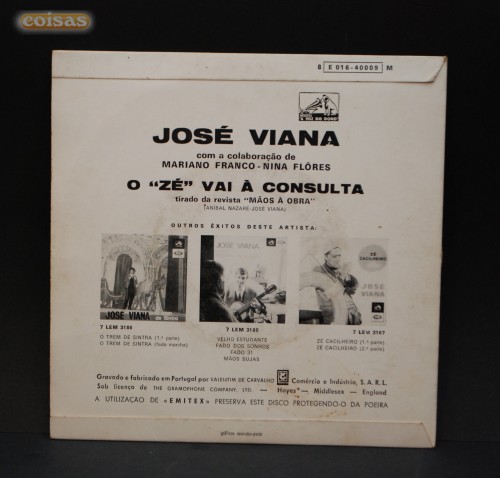 coisas
8 E 016-40009 M
A VOZ DO DONO
JOSÉ VIANA
com a colaboração de
MARIANO FRANCO - NINA FLÔRES
O "ZÉ" VAI À CONSULTA
tirado da revista "MÃOS À OBRA"
(ANÍBAL NAZARÉ-JOSÉ VIANA)
OUTROS ÊXITOS DESTE ARTISTA:
JOSÉ VIANA
7 LEM 3186
O TREM DE SINTRA (1.ª parte)
O TREM DE SINTRA (fado marcha)
JOSÉ VIANA
7 LEM 3185
VELHO ESTUDANTE
FADO DOS SONHOS
FADO 31
MÃOS SUJAS
ZÉ
CACILHEIRO
JOSÉ
VIANA
7 LEM 3167
ZÉ CACILHEIRO (1.ª parte)
ZÉ CACILHEIRO (2.ª parte)
Gravado e fabricado em Portugal por VALENTIM DE CARVALHO Comércio e Indústria, S. A. R. L.
Sob licença de THE GRAMOPHONE COMPANY, LTD. — Hayes — Middlesex — England
A UTILIZAÇÃO DE «EMITEX» PRESERVA ESTE DISCO PROTEGENDO-O DA POEIRA